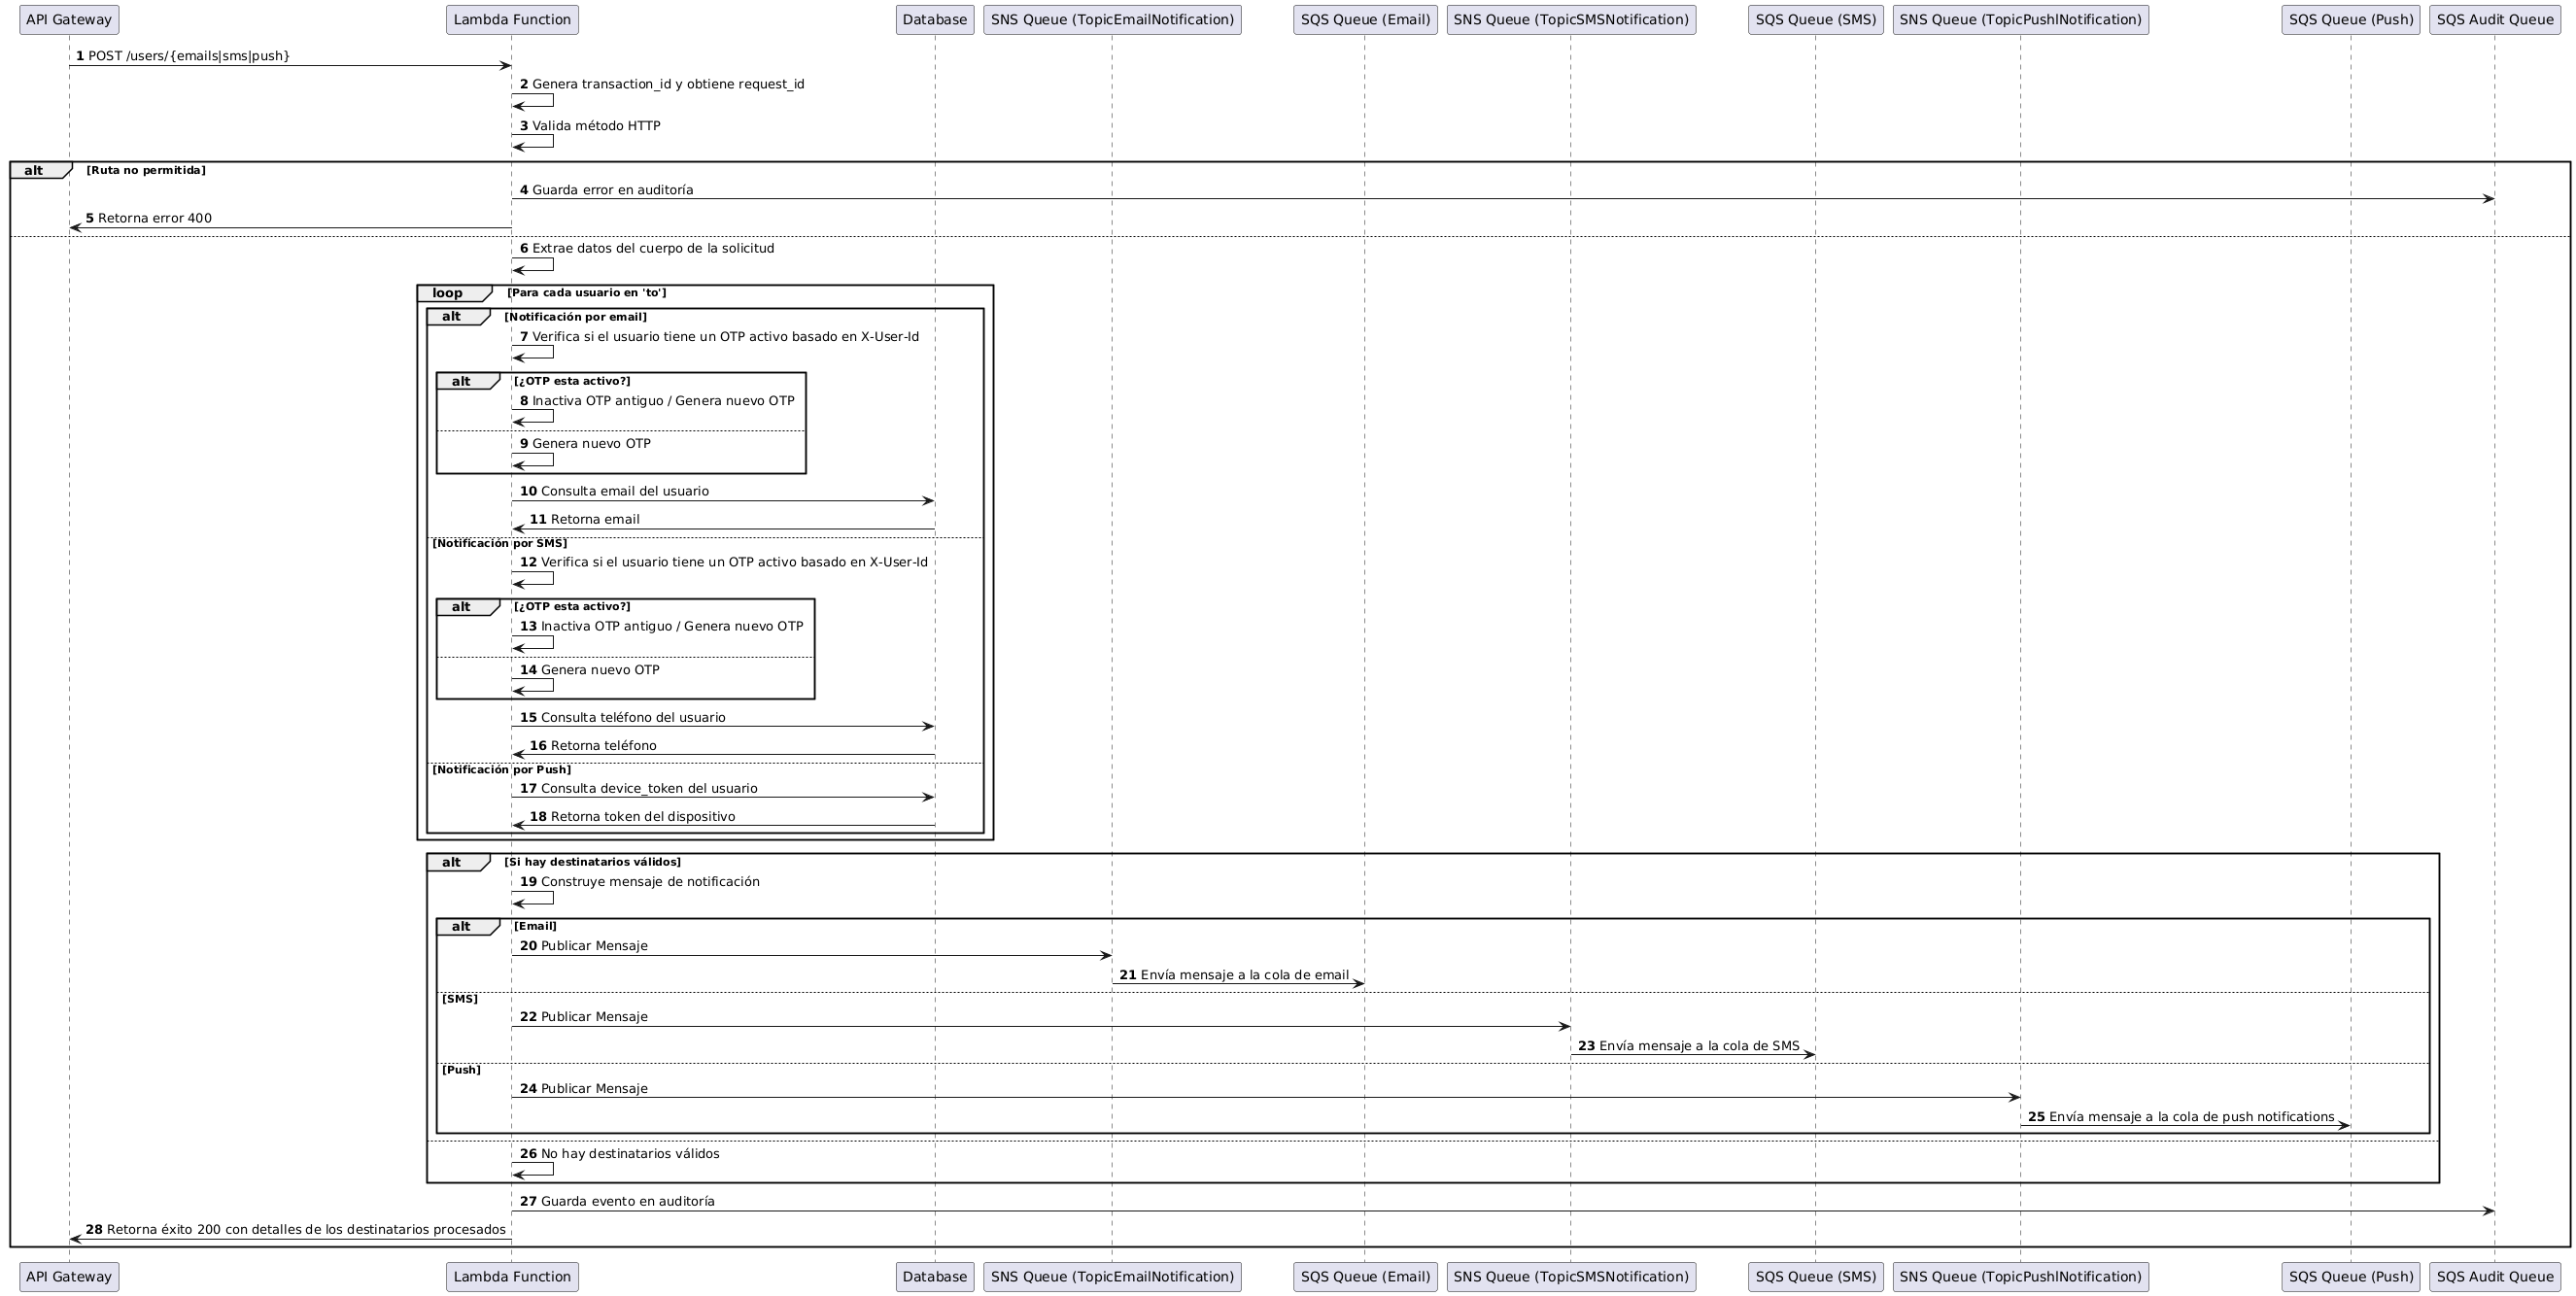 API Gateway
Lambda Function
Database
SNS Queue (TopicEmailNotification)
SQS Queue (Email)
SNS Queue (TopicSMSNotification)
SQS Queue (SMS)
SNS Queue (TopicPushlNotification)
SQS Queue (Push)
SQS Audit Queue
1 POST /users/{emails|sms|push}
2 Genera transaction_id y obtiene request_id
3 Valida método HTTP
alt [Ruta no permitida]
4 Guarda error en auditoría
5 Retorna error 400
6 Extrae datos del cuerpo de la solicitud
loop [Para cada usuario en 'to']
alt [Notificación por email]
7 Verifica si el usuario tiene un OTP activo basado en X-User-Id
alt [¿OTP esta activo?]
8 Inactiva OTP antiguo / Genera nuevo OTP
9 Genera nuevo OTP
10 Consulta email del usuario
11 Retorna email
[Notificación por SMS]
12 Verifica si el usuario tiene un OTP activo basado en X-User-Id
alt [¿OTP esta activo?]
13 Inactiva OTP antiguo / Genera nuevo OTP
14 Genera nuevo OTP
15 Consulta teléfono del usuario
16 Retorna teléfono
[Notificación por Push]
17 Consulta device_token del usuario
18 Retorna token del dispositivo
alt [Si hay destinatarios válidos]
19 Construye mensaje de notificación
alt [Email]
20 Publicar Mensaje
21 Envía mensaje a la cola de email
[SMS]
22 Publicar Mensaje
23 Envía mensaje a la cola de SMS
[Push]
24 Publicar Mensaje
25 Envía mensaje a la cola de push notifications
26 No hay destinatarios válidos
27 Guarda evento en auditoría
28 Retorna éxito 200 con detalles de los destinatarios procesados
API Gateway
Lambda Function
Database
SNS Queue (TopicEmailNotification)
SQS Queue (Email)
SNS Queue (TopicSMSNotification)
SQS Queue (SMS)
SNS Queue (TopicPushlNotification)
SQS Queue (Push)
SQS Audit Queue